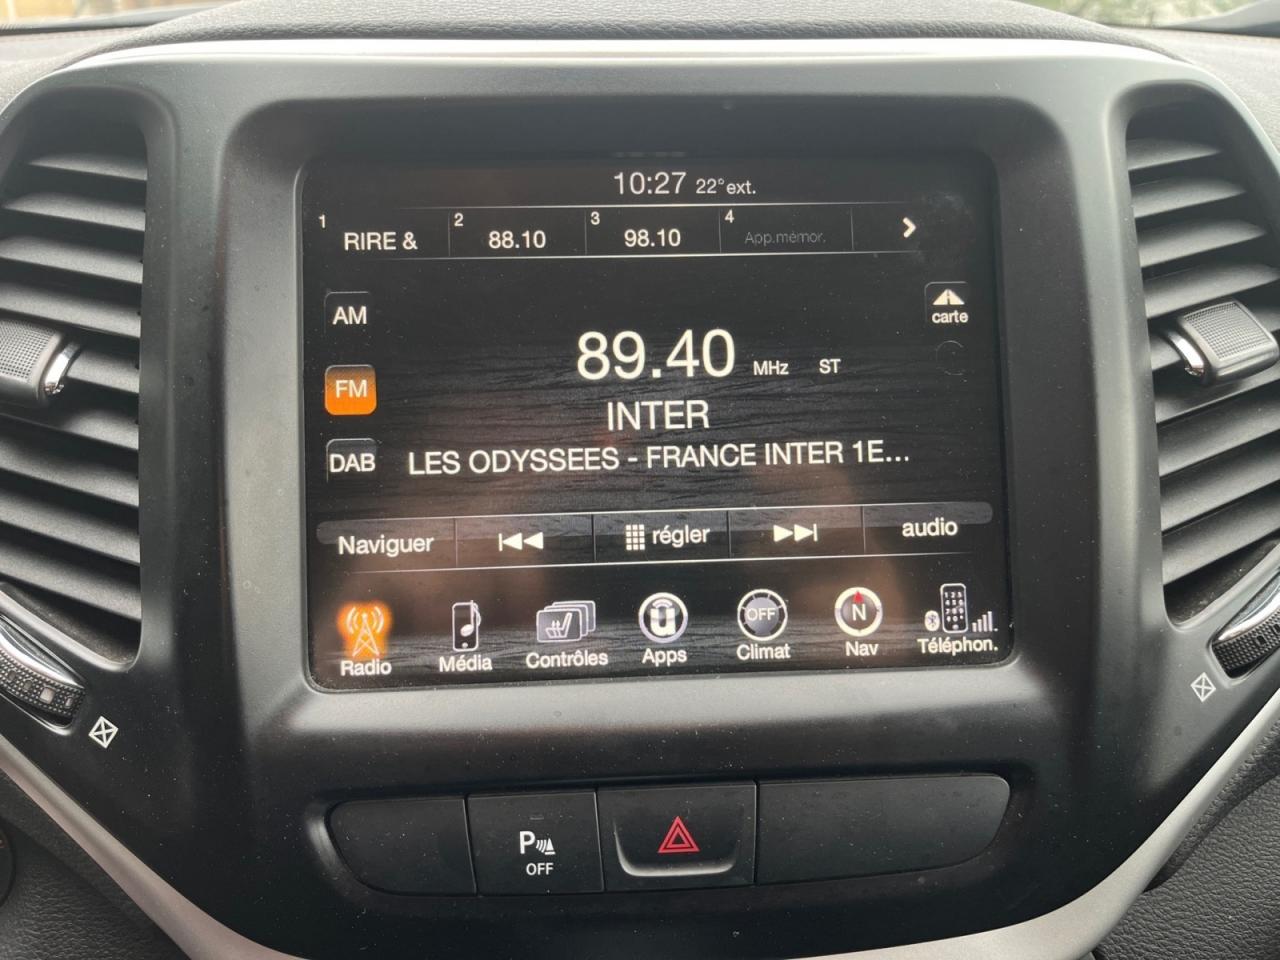 10:27 22° ext.
1 RIRE & 2 88.10 3 98.10 4 App.mémor.
AM
carte
89.40 MHz ST
FM
INTER
DAB LES ODYSSEES - FRANCE INTER 1E...
Naviguer régler audio
OFF N
Radio Média Contrôles Apps Climat Nav Téléphon.
P
OFF